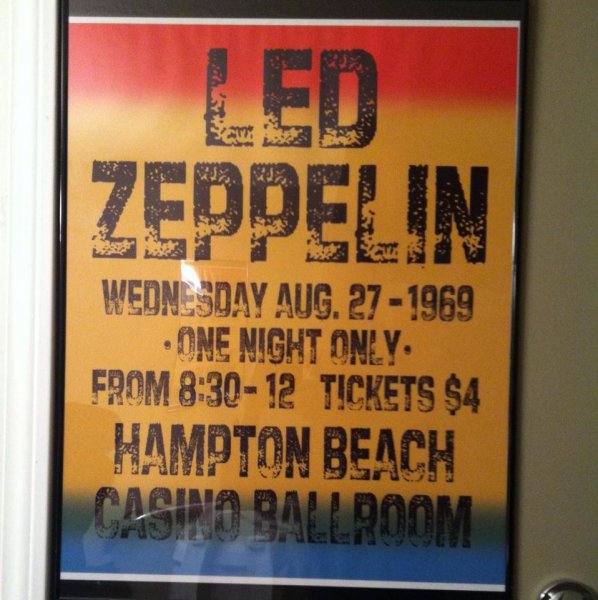 LED
ZEPPELIN
WEDNESDAY AUG. 27 - 1969
• ONE NIGHT ONLY •
FROM 8:30 - 12 TICKETS $4
HAMPTON BEACH
CASINO BALLROOM